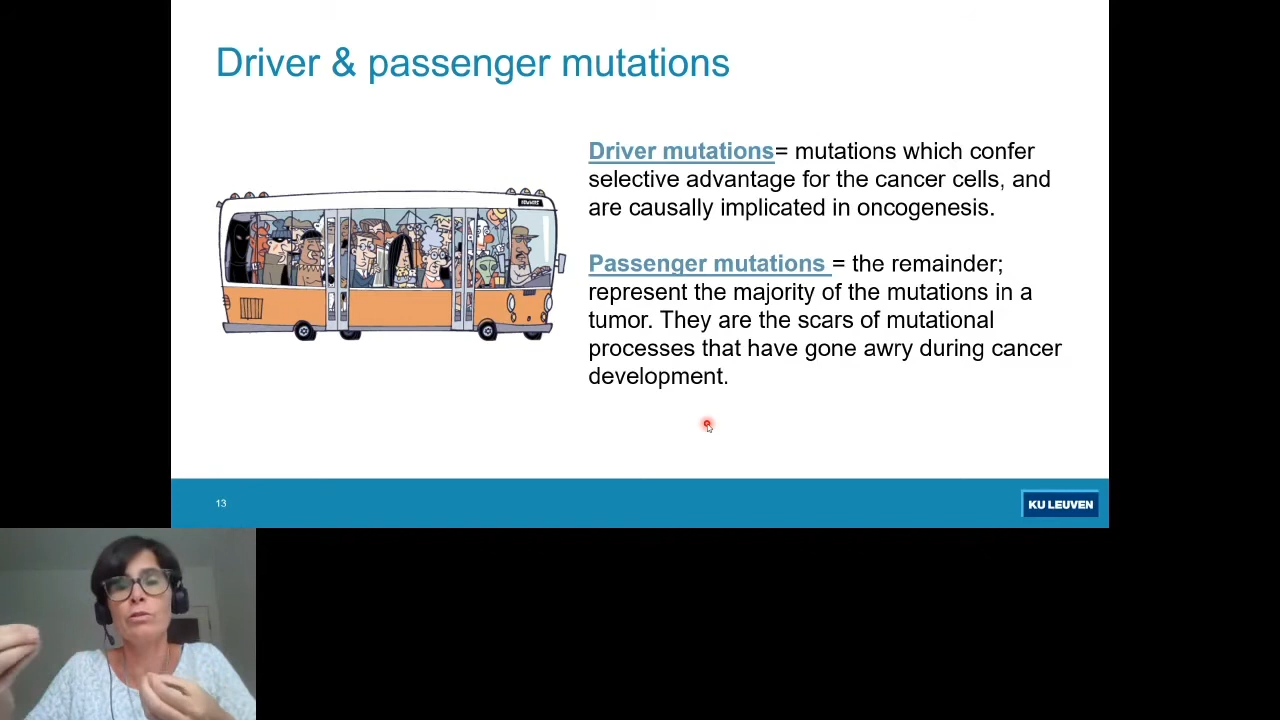 Driver & passenger mutations
Driver mutations= mutations which confer
selective advantage for the cancer cells, and
are causally implicated in oncogenesis.
Passenger mutations = the remainder;
represent the majority of the mutations in a
tumor. They are the scars of mutational
processes that have gone awry during cancer
development.
13
KU LEUVEN